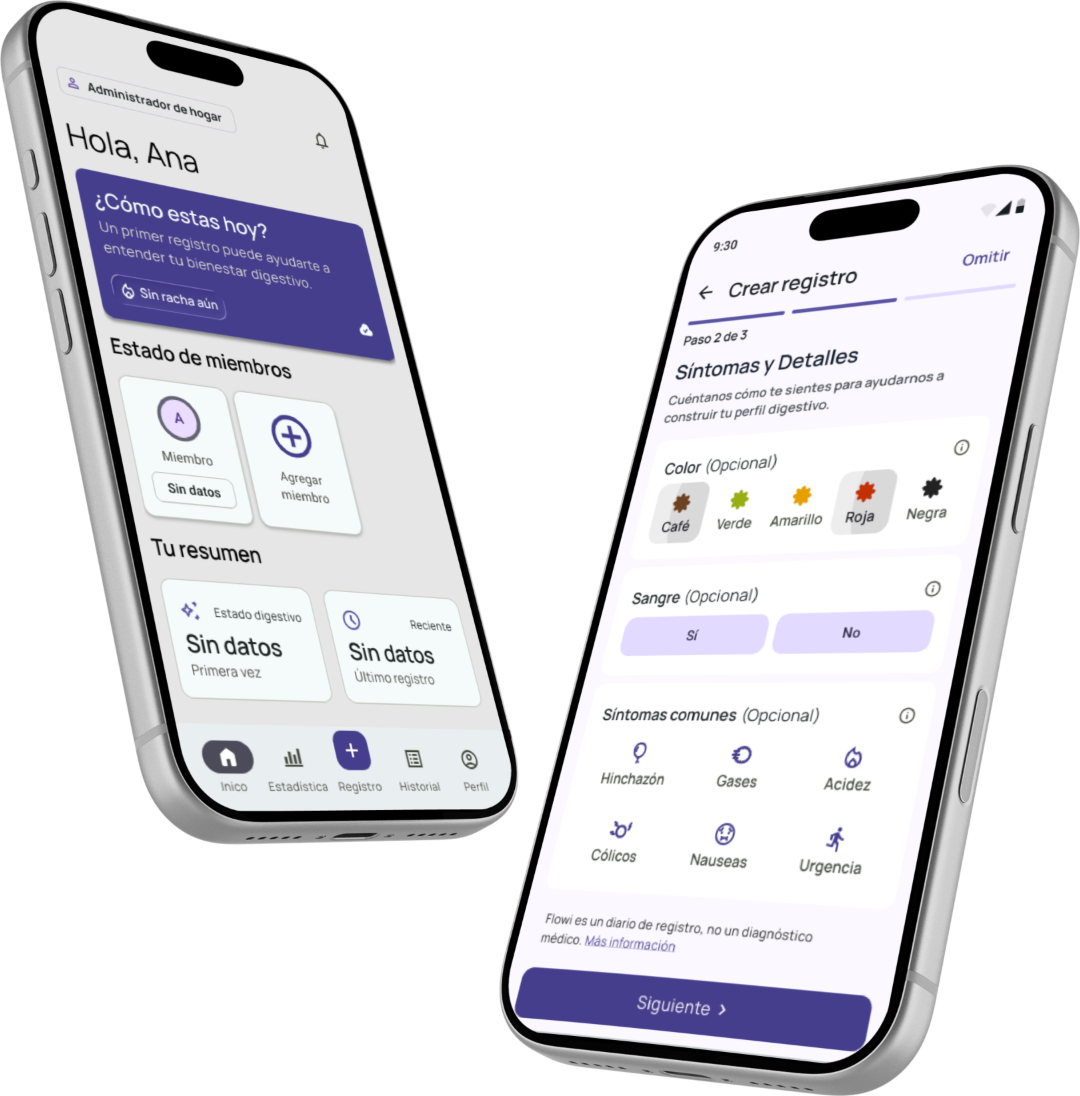 Administrador de hogar
Hola, Ana
¿Cómo estas hoy?
Un primer registro puede ayudarte a
entender tu bienestar digestivo.
Sin racha aún
Estado de miembros
A
Miembro
Sin datos
Agregar
miembro
Tu resumen
Estado digestivo
Sin datos
Primera vez
Reciente
Sin datos
Último registro
Inico
Estadística
Registro
Historial
Perfil
9:30
Crear registro
Omitir
Paso 2 de 3
Síntomas y Detalles
Cuéntanos cómo te sientes para ayudarnos a
construir tu perfil digestivo.
Color (Opcional)
Café
Verde
Amarillo
Roja
Negra
Sangre (Opcional)
Sí
No
Síntomas comunes (Opcional)
Hinchazón
Gases
Acidez
Cólicos
Nauseas
Urgencia
Flowi es un diario de registro, no un diagnóstico
médico. Más información
Siguiente ›